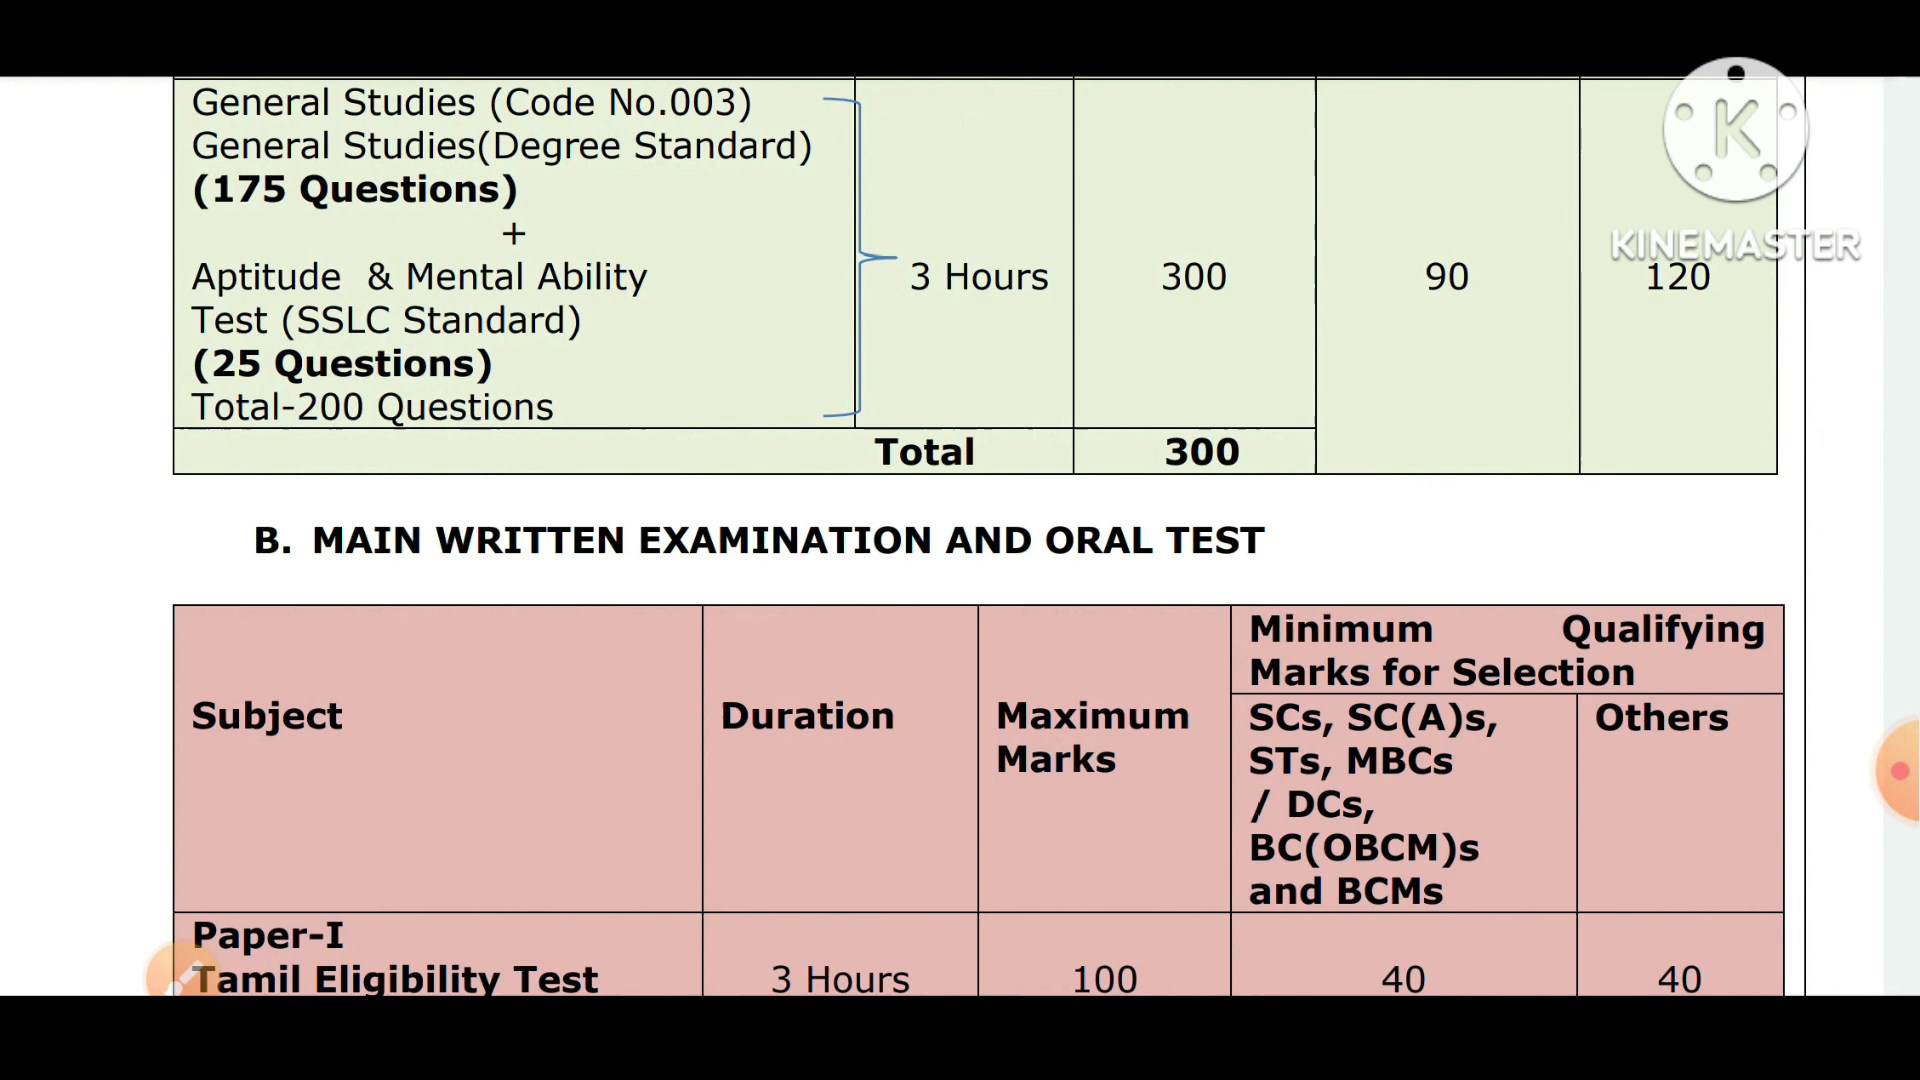 General Studies (Code No.003)
General Studies(Degree Standard)
(175 Questions)
+
Aptitude & Mental Ability
Test (SSLC Standard)
(25 Questions)
Total-200 Questions
3 Hours
300
90
120
Total
300
K
KINEMASTER
B. MAIN WRITTEN EXAMINATION AND ORAL TEST
Subject
Duration
Maximum
Marks
Minimum Qualifying
Marks for Selection
SCs, SC(A)s,
STs, MBCs
/ DCs,
BC(OBCM)s
and BCMs
Others
Paper-I
Tamil Eligibility Test
3 Hours
100
40
40